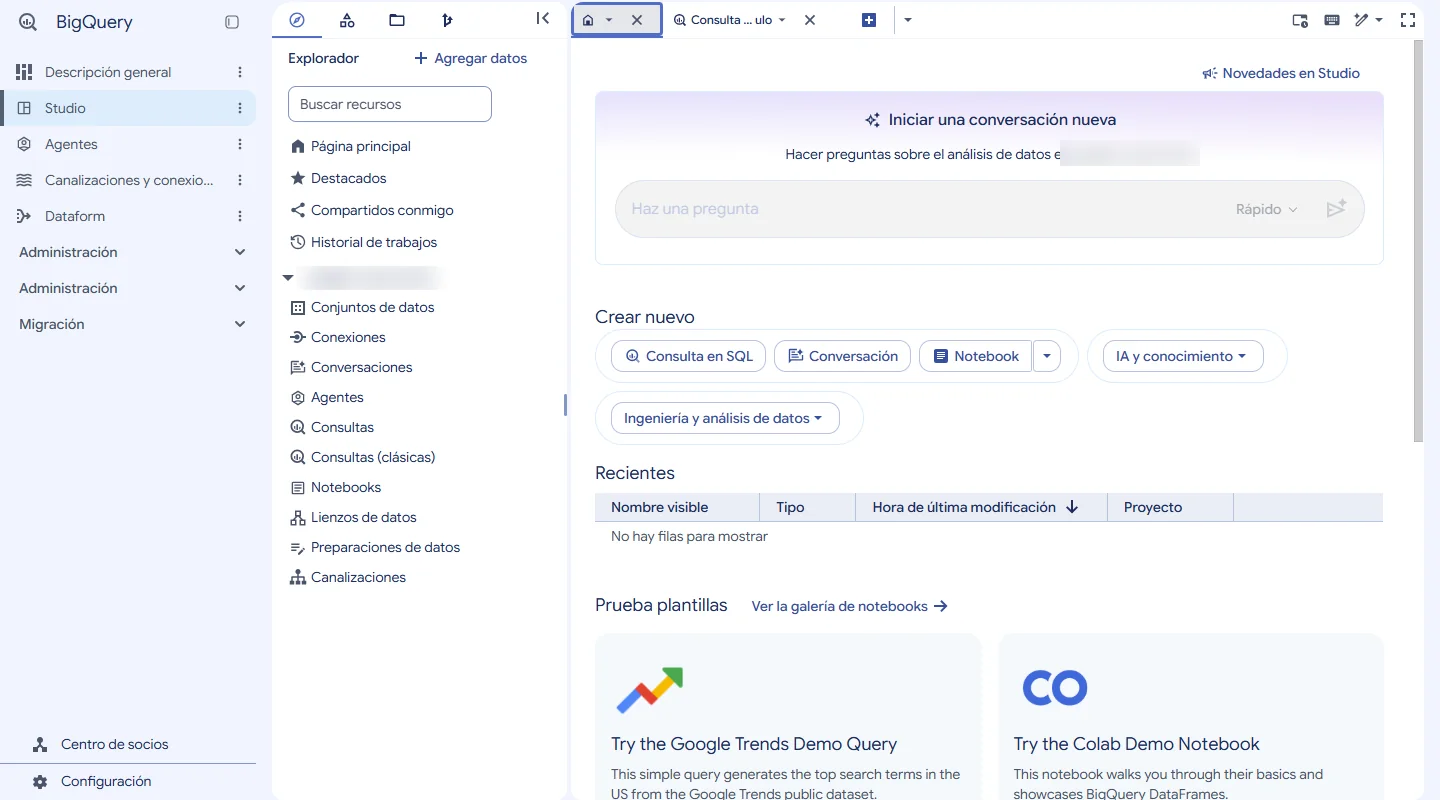 BigQuery
Descripción general
Studio
Agentes
Canalizaciones y conexio...
Dataform
Administración
Administración
Migración
Centro de socios
Configuración
Explorador
Agregar datos
Buscar recursos
Página principal
Destacados
Compartidos conmigo
Historial de trabajos
Conjuntos de datos
Conexiones
Conversaciones
Agentes
Consultas
Consultas (clásicas)
Notebooks
Lienzos de datos
Preparaciones de datos
Canalizaciones
Consulta ... ulo
Novedades en Studio
Iniciar una conversación nueva
Hacer preguntas sobre el análisis de datos e
Haz una pregunta Rápido
Crear nuevo
Consulta en SQL Conversación Notebook IA y conocimiento
Ingeniería y análisis de datos
Recientes
Nombre visible Tipo Hora de última modificación Proyecto
No hay filas para mostrar
Prueba plantillas Ver la galería de notebooks
Try the Google Trends Demo Query
This simple query generates the top search terms in the
US from the Google Trends public dataset.
Try the Colab Demo Notebook
This notebook walks you through their basics and
showcases BigQuery DataFrames.